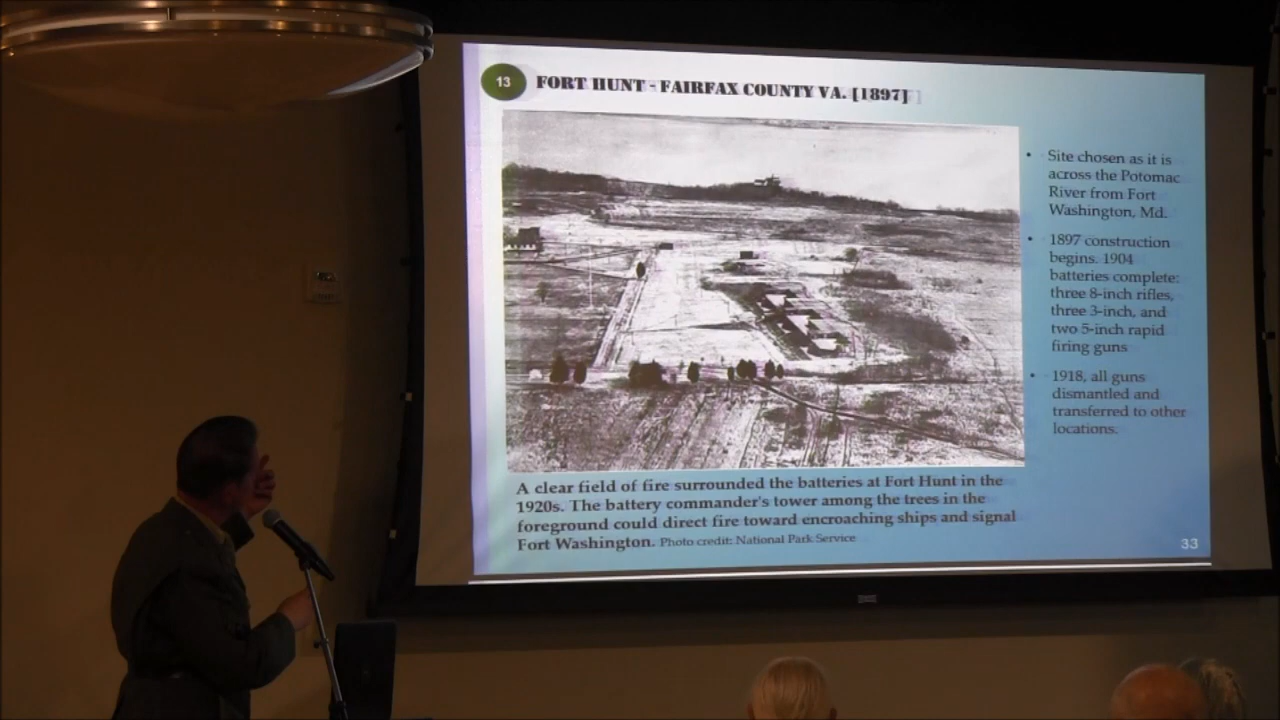 13 FORT HUNT - FAIRFAX COUNTY VA. [1897]
• Site chosen as it is
across the Potomac
River from Fort
Washington, Md.
• 1897 construction
begins. 1904
batteries complete:
three 8-inch rifles,
three 3-inch, and
two 5-inch rapid
firing guns
• 1918, all guns
dismantled and
transferred to other
locations.
A clear field of fire surrounded the batteries at Fort Hunt in the
1920s. The battery commander's tower among the trees in the
foreground could direct fire toward encroaching ships and signal
Fort Washington. Photo credit: National Park Service
33